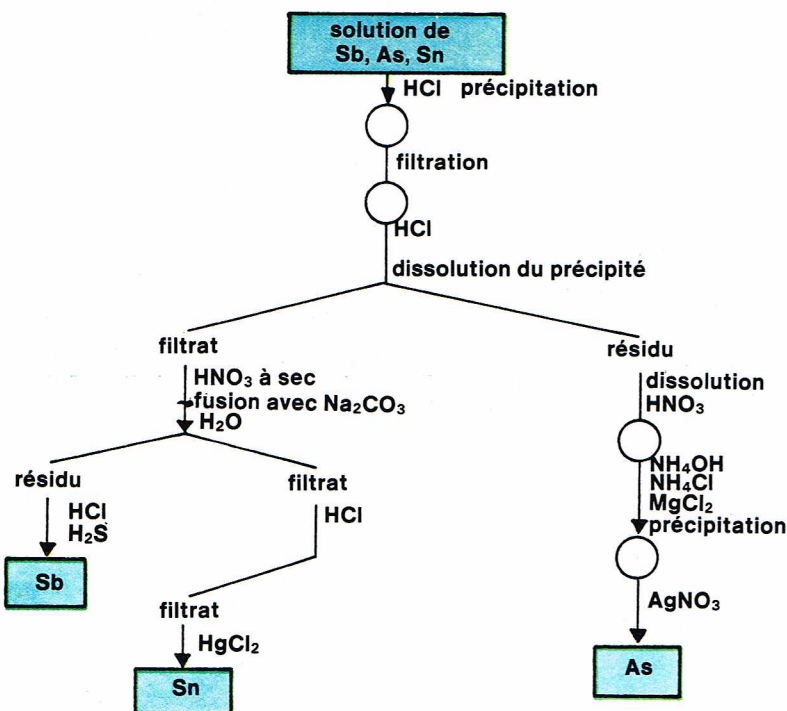 solution de
Sb, As, Sn
HCl précipitation
filtration
HCl
dissolution du précipité
filtrat
HNO₃ à sec
fusion avec Na₂CO₃
H₂O
résidu
HCl
H₂S
Sb
filtrat
HCl
filtrat
HgCl₂
Sn
résidu
dissolution
HNO₃
NH₄OH
NH₄Cl
MgCl₂
précipitation
AgNO₃
As